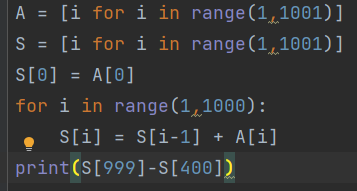 A = [i for i in range(1,1001)]
S = [i for i in range(1,1001)]
S[0] = A[0]
for i in range(1,1000):
    S[i] = S[i-1] + A[i]
print(S[999]-S[400])